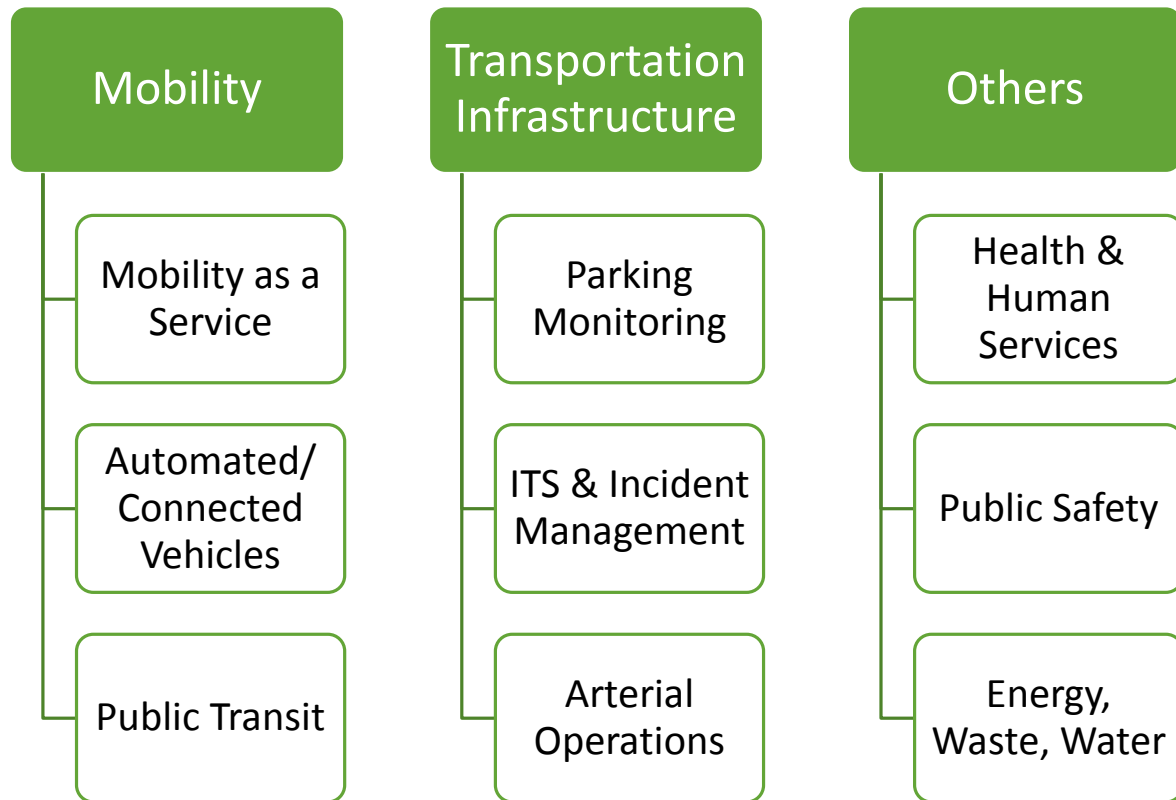 Mobility
Mobility as a
Service
Automated/
Connected
Vehicles
Public Transit
Transportation
Infrastructure
Parking
Monitoring
ITS & Incident
Management
Arterial
Operations
Others
Health &
Human
Services
Public Safety
Energy,
Waste, Water